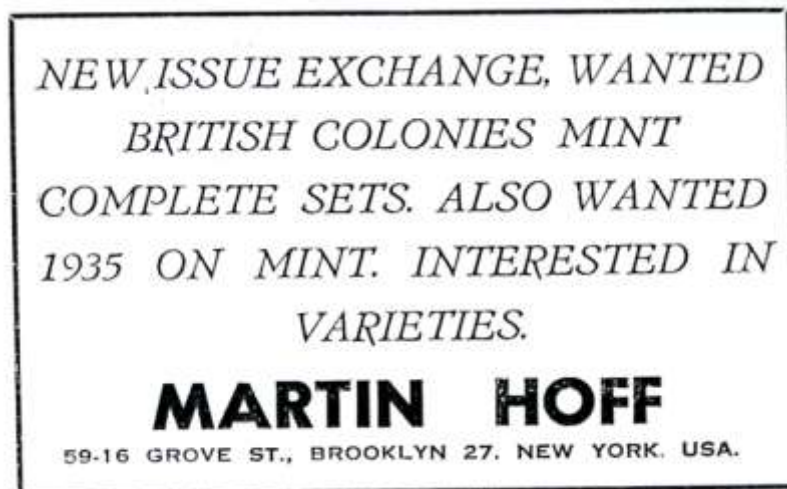 NEW ISSUE EXCHANGE, WANTED
BRITISH COLONIES MINT
COMPLETE SETS. ALSO WANTED
1935 ON MINT. INTERESTED IN
VARIETIES.
MARTIN HOFF
59-16 GROVE ST., BROOKLYN 27. NEW YORK. USA.